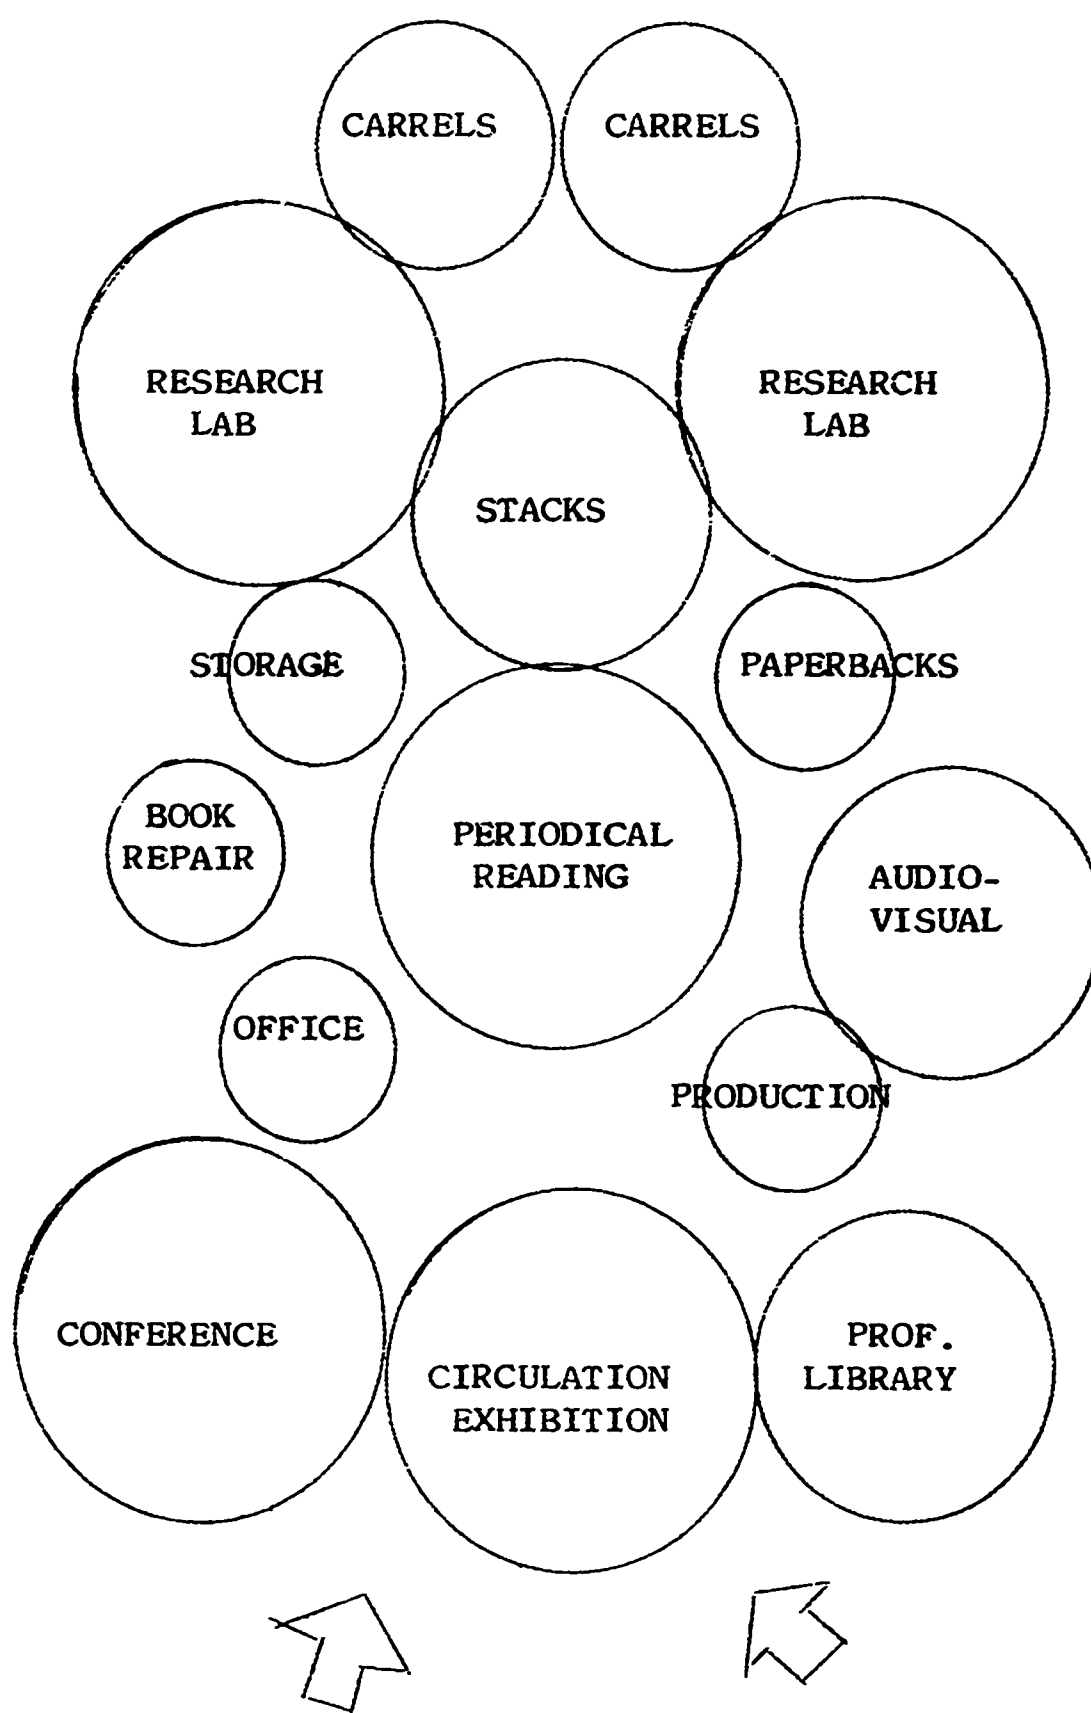 CARRELS
CARRELS
RESEARCH
LAB
RESEARCH
LAB
STACKS
STORAGE
PAPERBACKS
BOOK
REPAIR
PERIODICAL
READING
AUDIO-
VISUAL
OFFICE
PRODUCTION
CONFERENCE
CIRCULATION
EXHIBITION
PROF.
LIBRARY